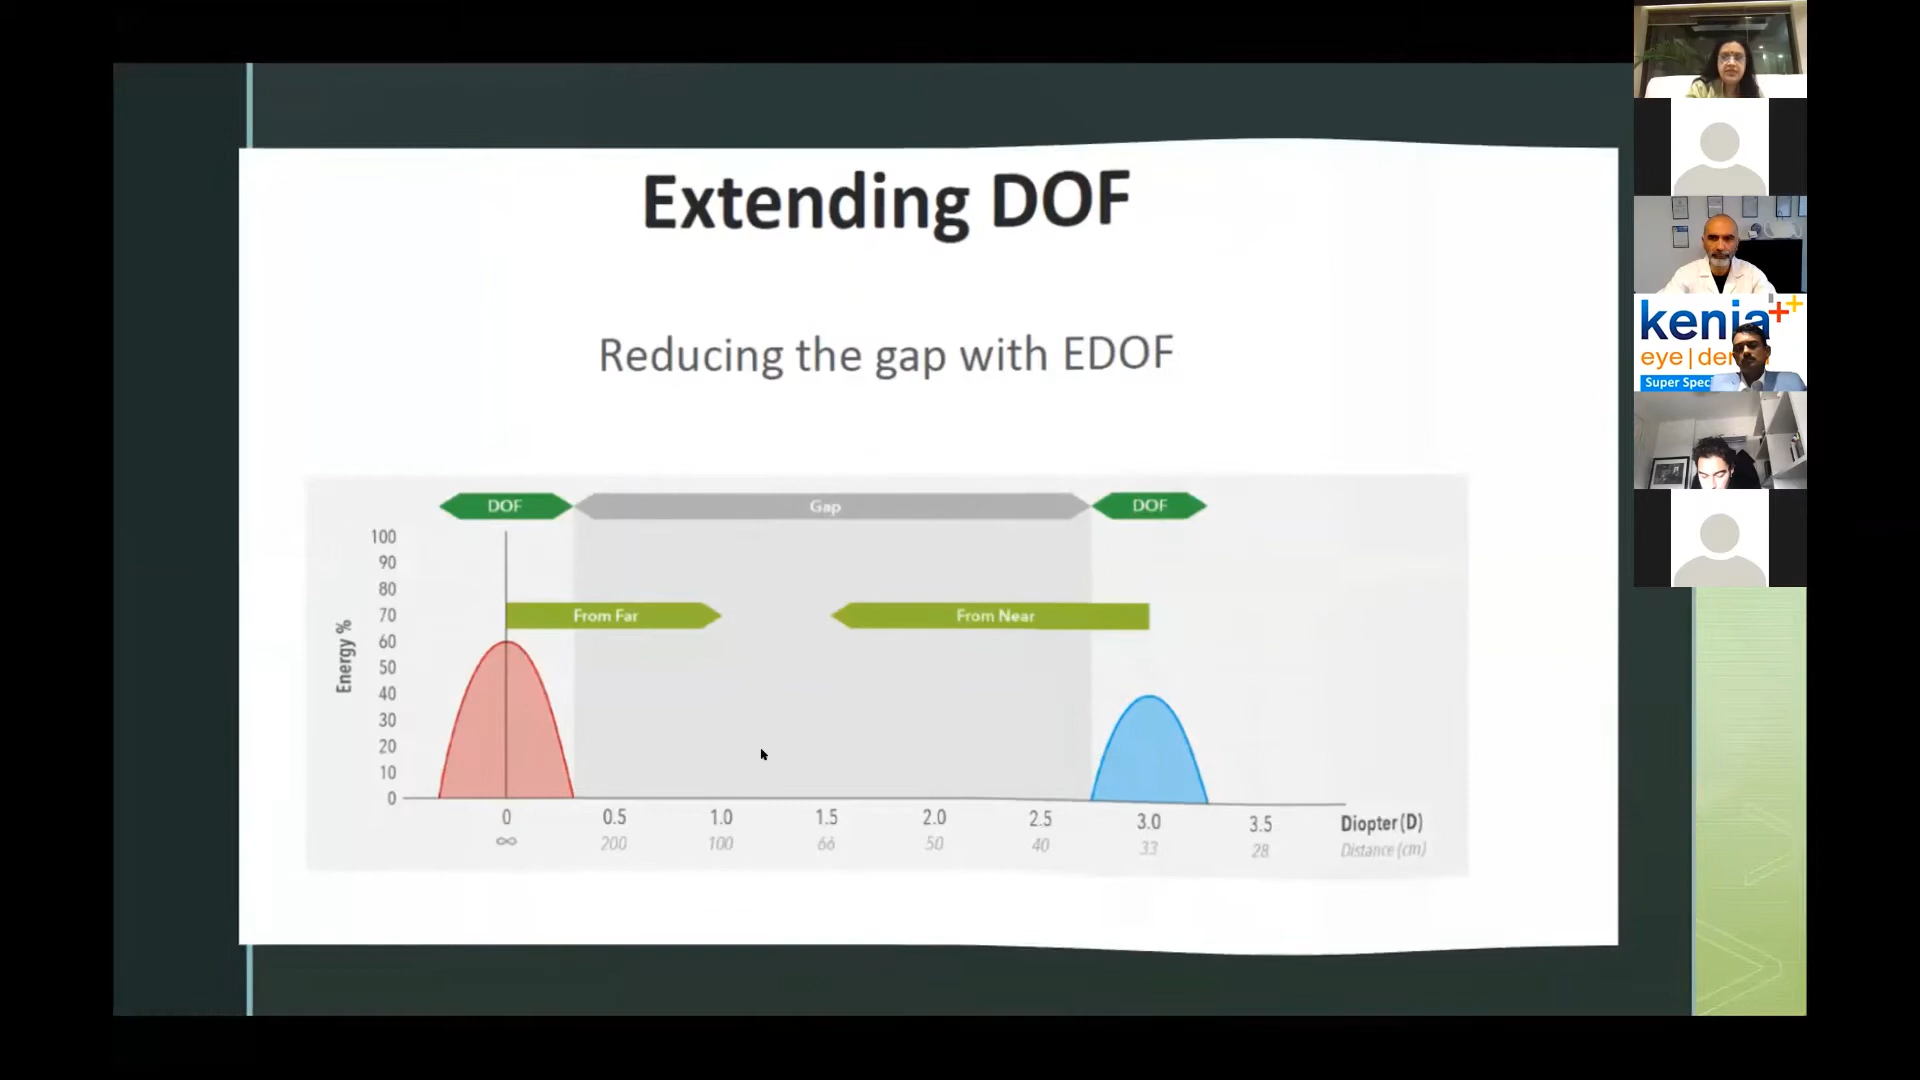 Extending DOF
Reducing the gap with EDOF
DOF Gap DOF
100
90
80
70
60
50
40
30
20
10
0
Energy %
From Far From Near
0 0.5 1.0 1.5 2.0 2.5 3.0 3.5 Diopter (D)
∞ 200 100 66 50 40 33 28 Distance (cm)
kenia
eye|de
Super Spec